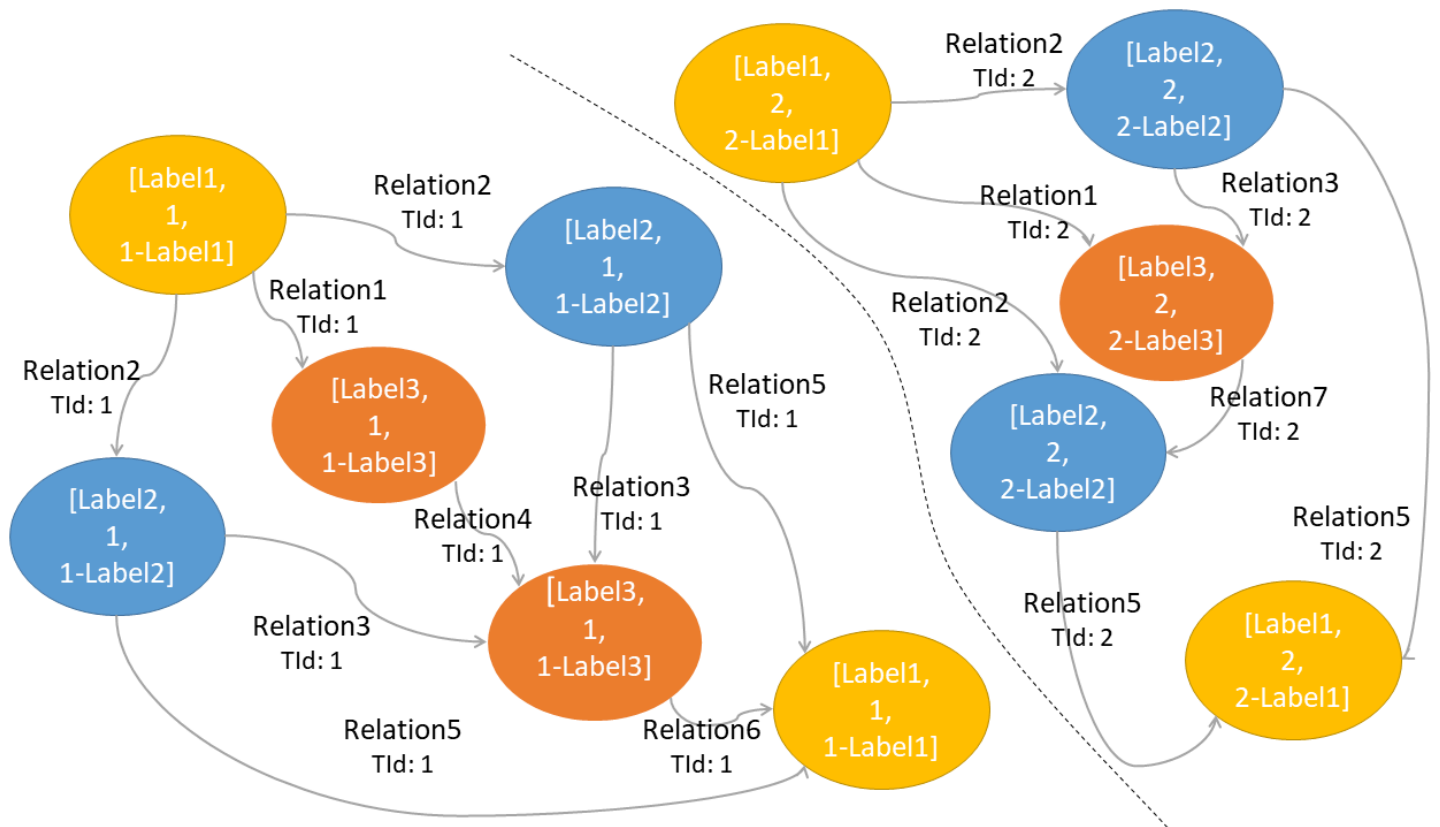 [Label1,
1,
1-Label1]
Relation2
TId: 1
[Label2,
1,
1-Label2]
Relation1
TId: 1
Relation2
TId: 1
[Label3,
1,
1-Label3]
Relation5
TId: 1
[Label2,
1,
1-Label2]
Relation4
TId: 1
Relation3
TId: 1
[Label3,
1,
1-Label3]
Relation3
TId: 1
[Label1,
1,
1-Label1]
Relation5
TId: 1
Relation6
TId: 1
[Label1,
2,
2-Label1]
Relation2
TId: 2
[Label2,
2,
2-Label2]
Relation1
TId: 2
Relation3
TId: 2
[Label3,
2,
2-Label3]
Relation2
TId: 2
Relation7
TId: 2
[Label2,
2,
2-Label2]
Relation5
TId: 2
Relation5
TId: 2
[Label1,
2,
2-Label1]